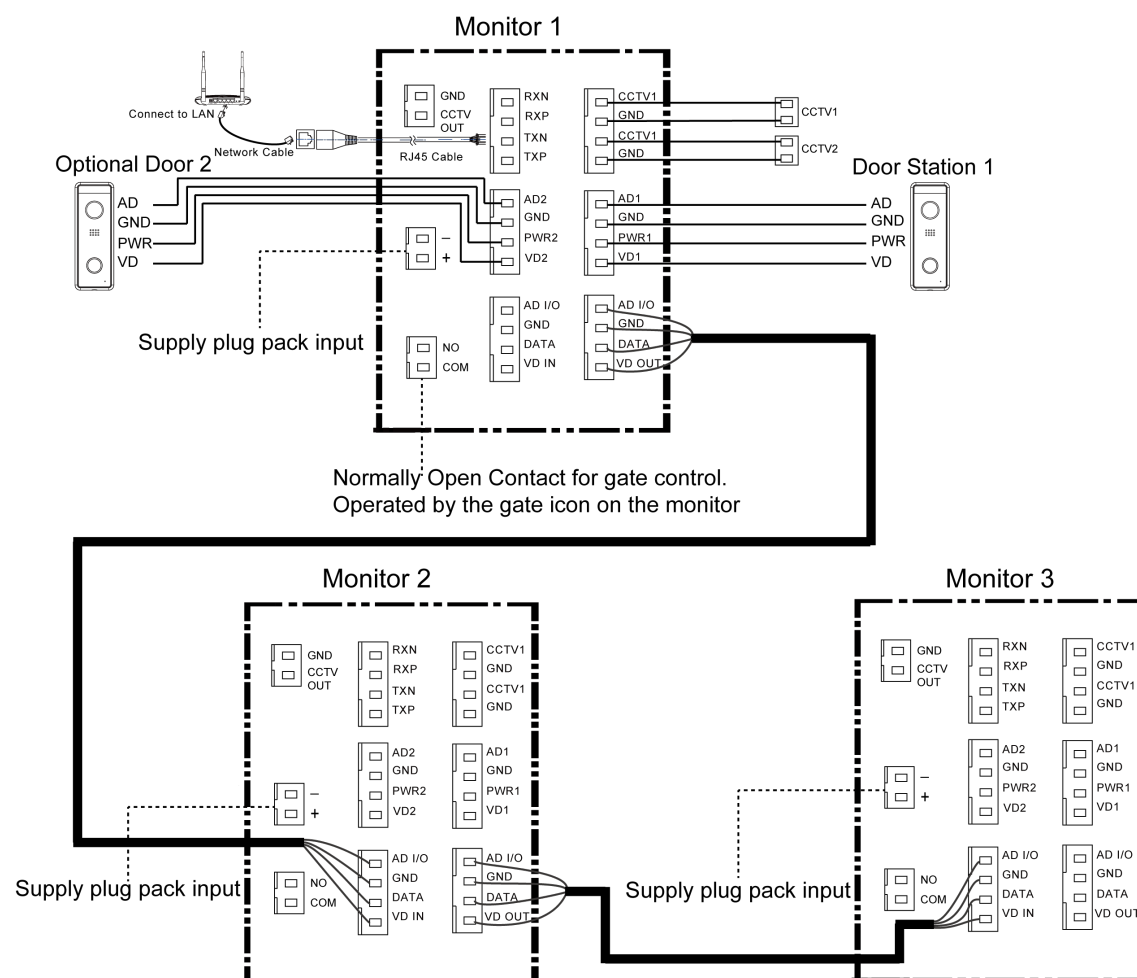 Monitor 1
Connect to LAN
Network Cable
RJ45 Cable
GND
CCTV
OUT
RXN
RXP
TXN
TXP
CCTV1
GND
CCTV1
GND
CCTV1
CCTV2
Optional Door 2
AD
GND
PWR
VD
AD2
GND
PWR2
VD2
AD1
GND
PWR1
VD1
Door Station 1
AD
GND
PWR
VD
–
+
Supply plug pack input
NO
COM
AD I/O
GND
DATA
VD IN
AD I/O
GND
DATA
VD OUT
Normally Open Contact for gate control.
Operated by the gate icon on the monitor
Monitor 2
GND
CCTV
OUT
RXN
RXP
TXN
TXP
CCTV1
GND
CCTV1
GND
AD2
GND
PWR2
VD2
AD1
GND
PWR1
VD1
–
+
Supply plug pack input
NO
COM
AD I/O
GND
DATA
VD IN
AD I/O
GND
DATA
VD OUT
Monitor 3
GND
CCTV
OUT
RXN
RXP
TXN
TXP
CCTV1
GND
CCTV1
GND
AD2
GND
PWR2
VD2
AD1
GND
PWR1
VD1
–
+
Supply plug pack input
NO
COM
AD I/O
GND
DATA
VD IN
AD I/O
GND
DATA
VD OUT